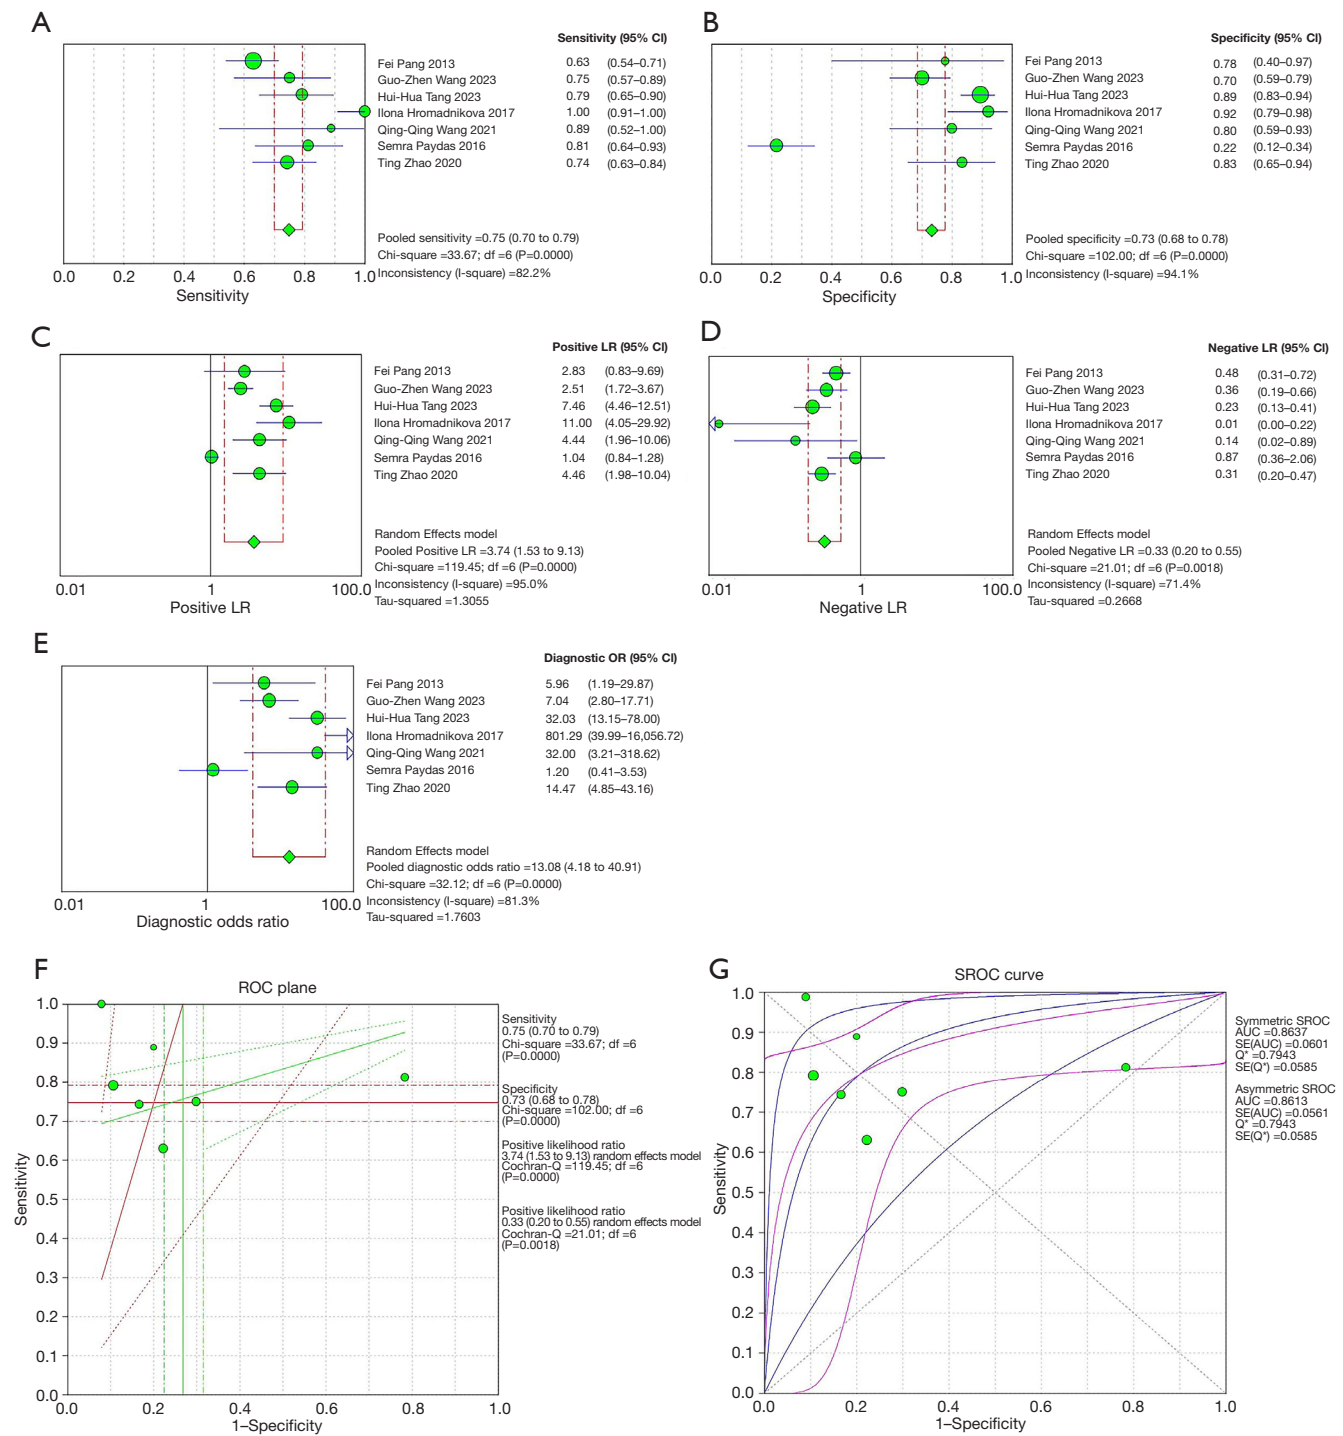 A
Sensitivity (95% CI)
Fei Pang 2013 0.63 (0.54–0.71)
Guo-Zhen Wang 2023 0.75 (0.57–0.89)
Hui-Hua Tang 2023 0.79 (0.65–0.90)
Ilona Hromadnikova 2017 1.00 (0.91–1.00)
Qing-Qing Wang 2021 0.89 (0.52–1.00)
Semra Paydas 2016 0.81 (0.64–0.93)
Ting Zhao 2020 0.74 (0.63–0.84)
Pooled sensitivity =0.75 (0.70 to 0.79)
Chi-square =33.67; df =6 (P=0.0000)
Inconsistency (I-square) =82.2%
0.0 0.2 0.4 0.6 0.8 1.0
Sensitivity
B
Specificity (95% CI)
Fei Pang 2013 0.78 (0.40–0.97)
Guo-Zhen Wang 2023 0.70 (0.59–0.79)
Hui-Hua Tang 2023 0.89 (0.83–0.94)
Ilona Hromadnikova 2017 0.92 (0.79–0.98)
Qing-Qing Wang 2021 0.80 (0.59–0.93)
Semra Paydas 2016 0.22 (0.12–0.34)
Ting Zhao 2020 0.83 (0.65–0.94)
Pooled specificity =0.73 (0.68 to 0.78)
Chi-square =102.00; df =6 (P=0.0000)
Inconsistency (I-square) =94.1%
0.0 0.2 0.4 0.6 0.8 1.0
Specificity
C
Positive LR (95% CI)
Fei Pang 2013 2.83 (0.83–9.69)
Guo-Zhen Wang 2023 2.51 (1.72–3.67)
Hui-Hua Tang 2023 7.46 (4.46–12.51)
Ilona Hromadnikova 2017 11.00 (4.05–29.92)
Qing-Qing Wang 2021 4.44 (1.96–10.06)
Semra Paydas 2016 1.04 (0.84–1.28)
Ting Zhao 2020 4.46 (1.98–10.04)
Random Effects model
Pooled Positive LR =3.74 (1.53 to 9.13)
Chi-square =119.45; df =6 (P=0.0000)
Inconsistency (I-square) =95.0%
Tau-squared =1.3055
0.01 1 100.0
Positive LR
D
Negative LR (95% CI)
Fei Pang 2013 0.48 (0.31–0.72)
Guo-Zhen Wang 2023 0.36 (0.19–0.66)
Hui-Hua Tang 2023 0.23 (0.13–0.41)
Ilona Hromadnikova 2017 0.01 (0.00–0.22)
Qing-Qing Wang 2021 0.14 (0.02–0.89)
Semra Paydas 2016 0.87 (0.36–2.06)
Ting Zhao 2020 0.31 (0.20–0.47)
Random Effects model
Pooled Negative LR =0.33 (0.20 to 0.55)
Chi-square =21.01; df =6 (P=0.0018)
Inconsistency (I-square) =71.4%
Tau-squared =0.2668
0.01 1 100.0
Negative LR
E
Diagnostic OR (95% CI)
Fei Pang 2013 5.96 (1.19–29.87)
Guo-Zhen Wang 2023 7.04 (2.80–17.71)
Hui-Hua Tang 2023 32.03 (13.15–78.00)
Ilona Hromadnikova 2017 801.29 (39.99–16,056.72)
Qing-Qing Wang 2021 32.00 (3.21–318.62)
Semra Paydas 2016 1.20 (0.41–3.53)
Ting Zhao 2020 14.47 (4.85–43.16)
Random Effects model
Pooled diagnostic odds ratio =13.08 (4.18 to 40.91)
Chi-square =32.12; df =6 (P=0.0000)
Inconsistency (I-square) =81.3%
Tau-squared =1.7603
0.01 1 100.0
Diagnostic odds ratio
F
ROC plane
Sensitivity
1.0
0.9
0.8
0.7
0.6
0.5
0.4
0.3
0.2
0.1
0.0
0.0 0.2 0.4 0.6 0.8 1.0
1–Specificity
Sensitivity
0.75 (0.70 to 0.79)
Chi-square =33.67; df =6
(P=0.0000)
Specificity
0.73 (0.68 to 0.78)
Chi-square =102.00; df =6
(P=0.0000)
Positive likelihood ratio
3.74 (1.53 to 9.13) random effects model
Cochran-Q =119.45; df =6
(P=0.0000)
Positive likelihood ratio
0.33 (0.20 to 0.55) random effects model
Cochran-Q =21.01; df =6
(P=0.0018)
G
SROC curve
Sensitivity
1.0
0.9
0.8
0.7
0.6
0.5
0.4
0.3
0.2
0.1
0.0
0.0 0.2 0.4 0.6 0.8 1.0
1–Specificity
Symmetric SROC
AUC =0.8637
SE(AUC) =0.0601
Q* =0.7943
SE(Q*) =0.0585
Asymmetric SROC
AUC =0.8613
SE(AUC) =0.0561
Q* =0.7943
SE(Q*) =0.0585